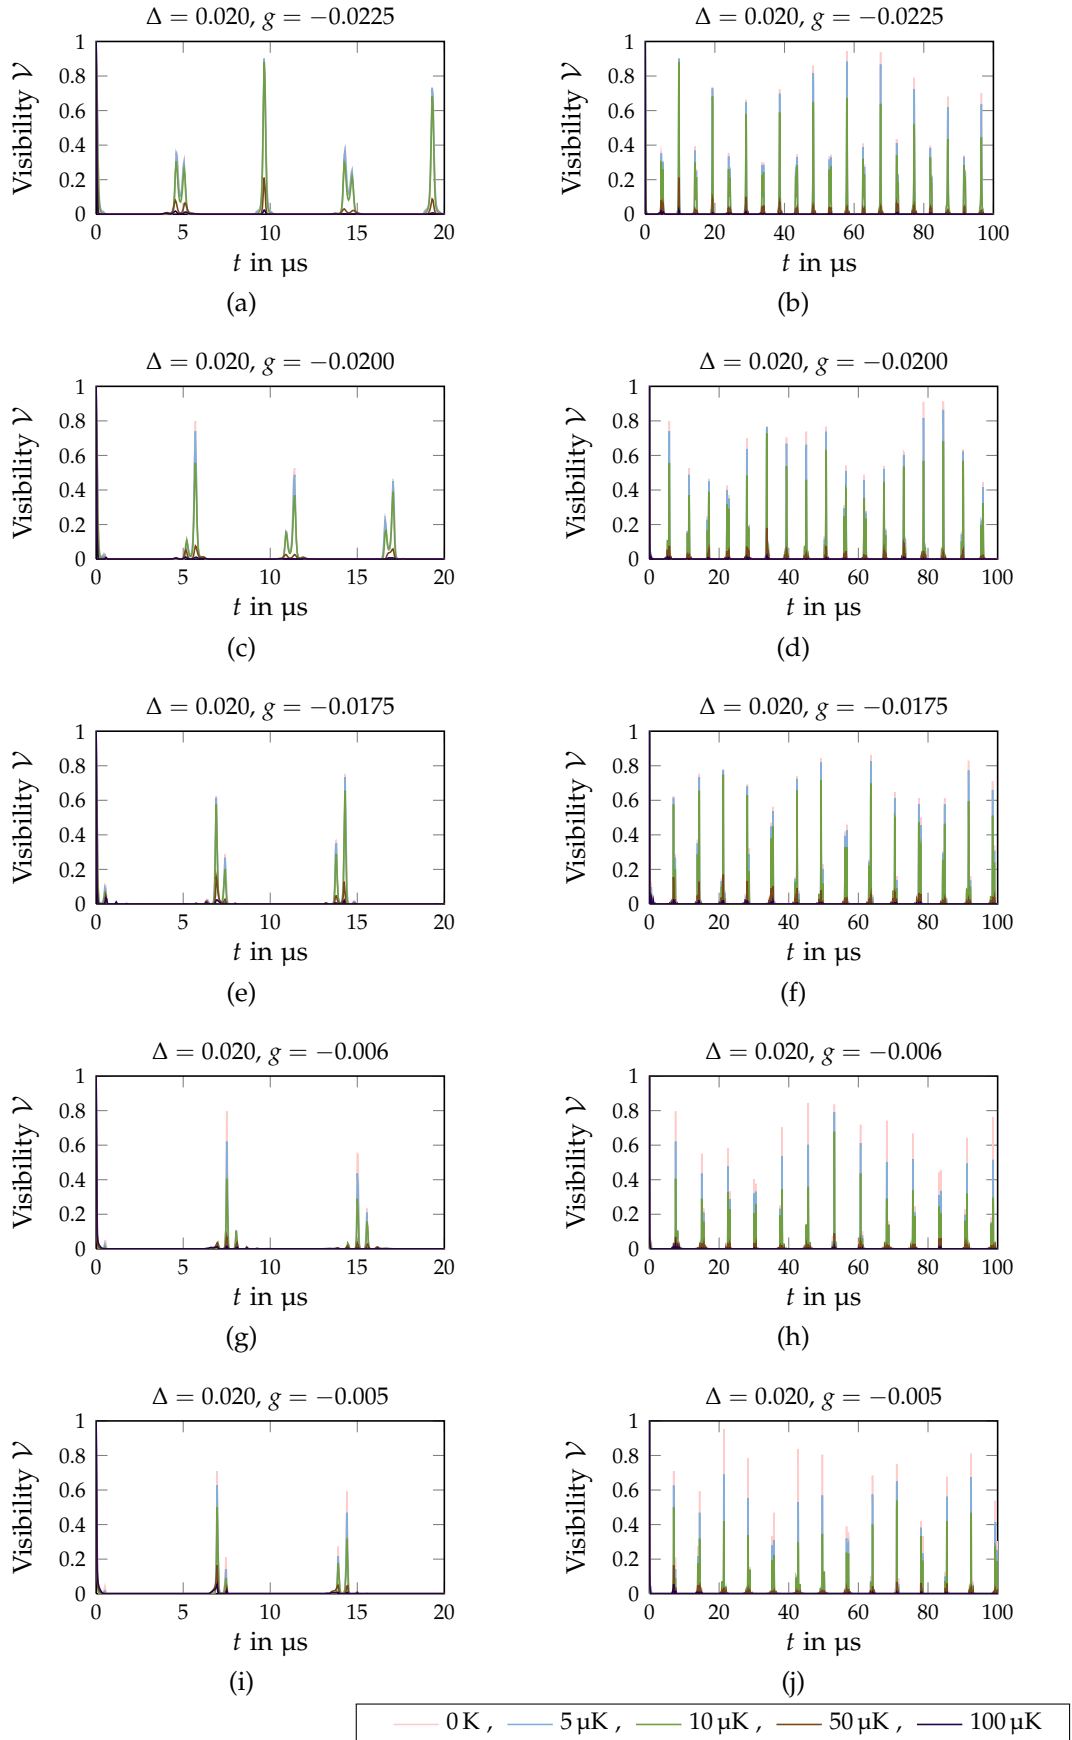 Δ = 0.020, g = −0.0225
Δ = 0.020, g = −0.0225
Visibility 𝒱
1
0.8
0.6
0.4
0.2
0
0 5 10 15 20
t in µs
(a)
Visibility 𝒱
1
0.8
0.6
0.4
0.2
0
0 20 40 60 80 100
t in µs
(b)
Δ = 0.020, g = −0.0200
Δ = 0.020, g = −0.0200
Visibility 𝒱
1
0.8
0.6
0.4
0.2
0
0 5 10 15 20
t in µs
(c)
Visibility 𝒱
1
0.8
0.6
0.4
0.2
0
0 20 40 60 80 100
t in µs
(d)
Δ = 0.020, g = −0.0175
Δ = 0.020, g = −0.0175
Visibility 𝒱
1
0.8
0.6
0.4
0.2
0
0 5 10 15 20
t in µs
(e)
Visibility 𝒱
1
0.8
0.6
0.4
0.2
0
0 20 40 60 80 100
t in µs
(f)
Δ = 0.020, g = −0.006
Δ = 0.020, g = −0.006
Visibility 𝒱
1
0.8
0.6
0.4
0.2
0
0 5 10 15 20
t in µs
(g)
Visibility 𝒱
1
0.8
0.6
0.4
0.2
0
0 20 40 60 80 100
t in µs
(h)
Δ = 0.020, g = −0.005
Δ = 0.020, g = −0.005
Visibility 𝒱
1
0.8
0.6
0.4
0.2
0
0 5 10 15 20
t in µs
(i)
Visibility 𝒱
1
0.8
0.6
0.4
0.2
0
0 20 40 60 80 100
t in µs
(j)
0 K , 5 µK , 10 µK , 50 µK , 100 µK